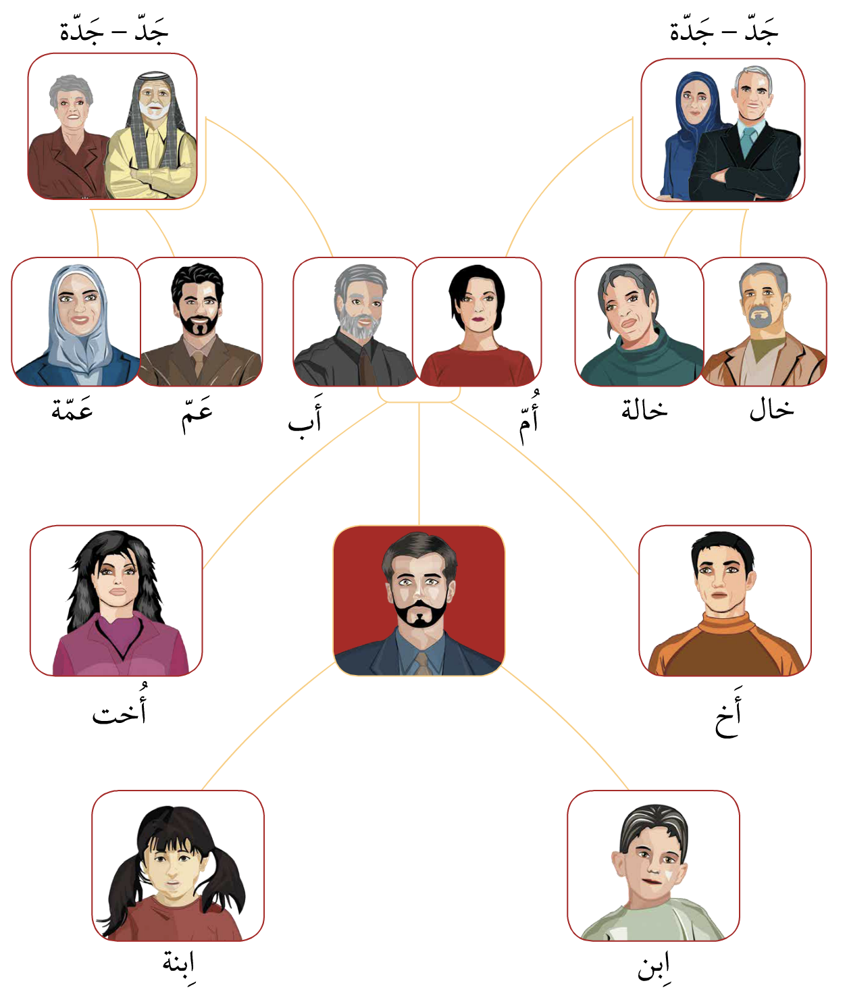 جَدّ – جَدّة
جَدّ – جَدّة
خال
خالة
أُمّ
أَب
عَمّ
عَمّة
أَخ
أُخت
اِبن
اِبنة